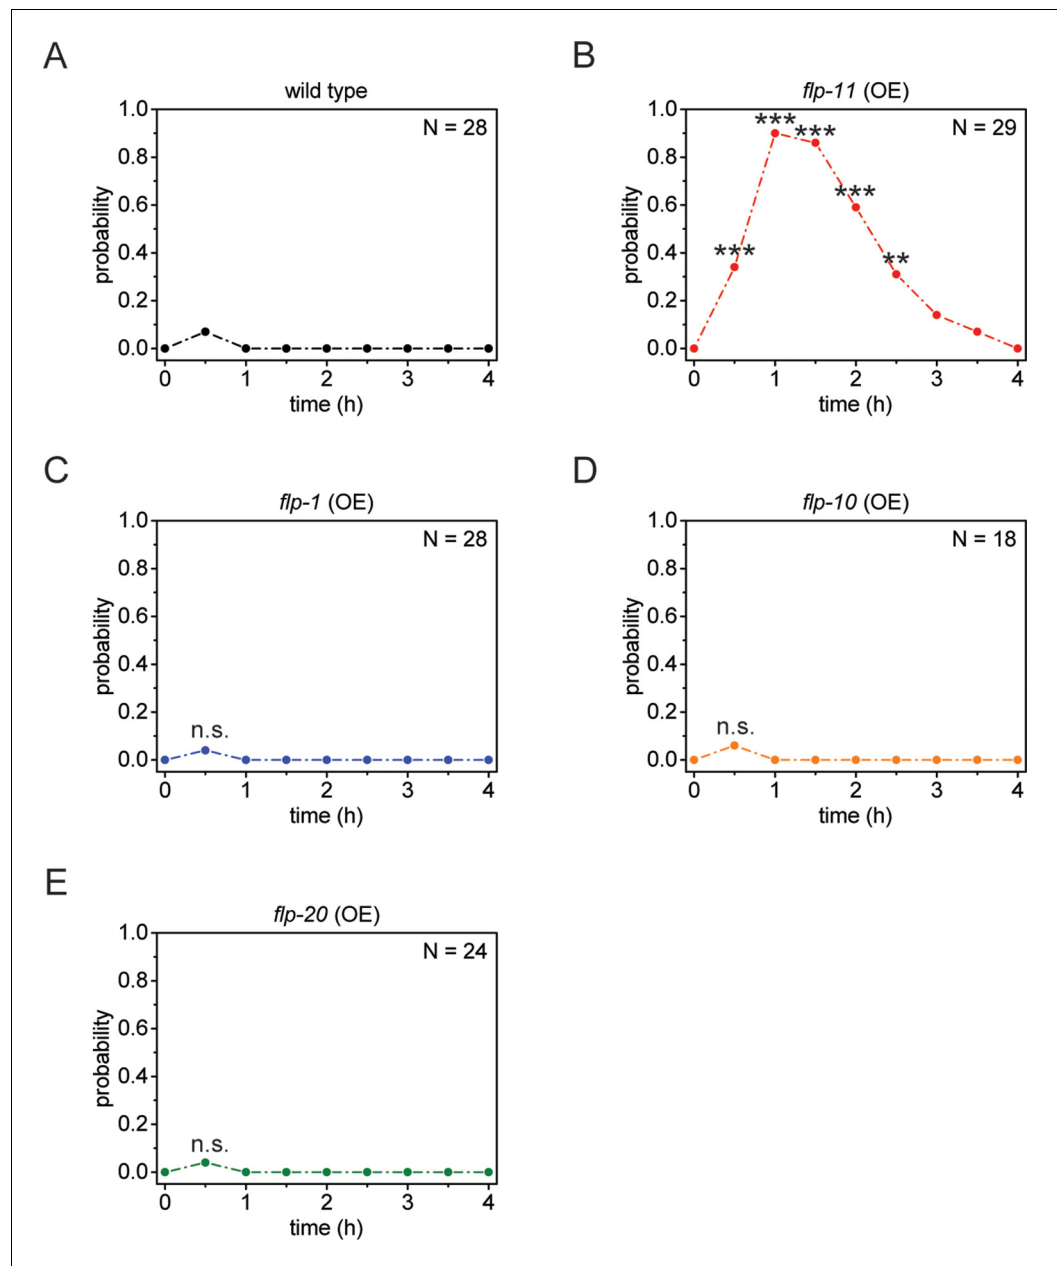 A
wild type
N = 28
probability
1.0
0.8
0.6
0.4
0.2
0.0
0 1 2 3 4
time (h)
B
flp-11 (OE)
N = 29
probability
1.0
0.8
0.6
0.4
0.2
0.0
***
***
***
***
**
0 1 2 3 4
time (h)
C
flp-1 (OE)
N = 28
probability
1.0
0.8
0.6
0.4
0.2
0.0
n.s.
0 1 2 3 4
time (h)
D
flp-10 (OE)
N = 18
probability
1.0
0.8
0.6
0.4
0.2
0.0
n.s.
0 1 2 3 4
time (h)
E
flp-20 (OE)
N = 24
probability
1.0
0.8
0.6
0.4
0.2
0.0
n.s.
0 1 2 3 4
time (h)